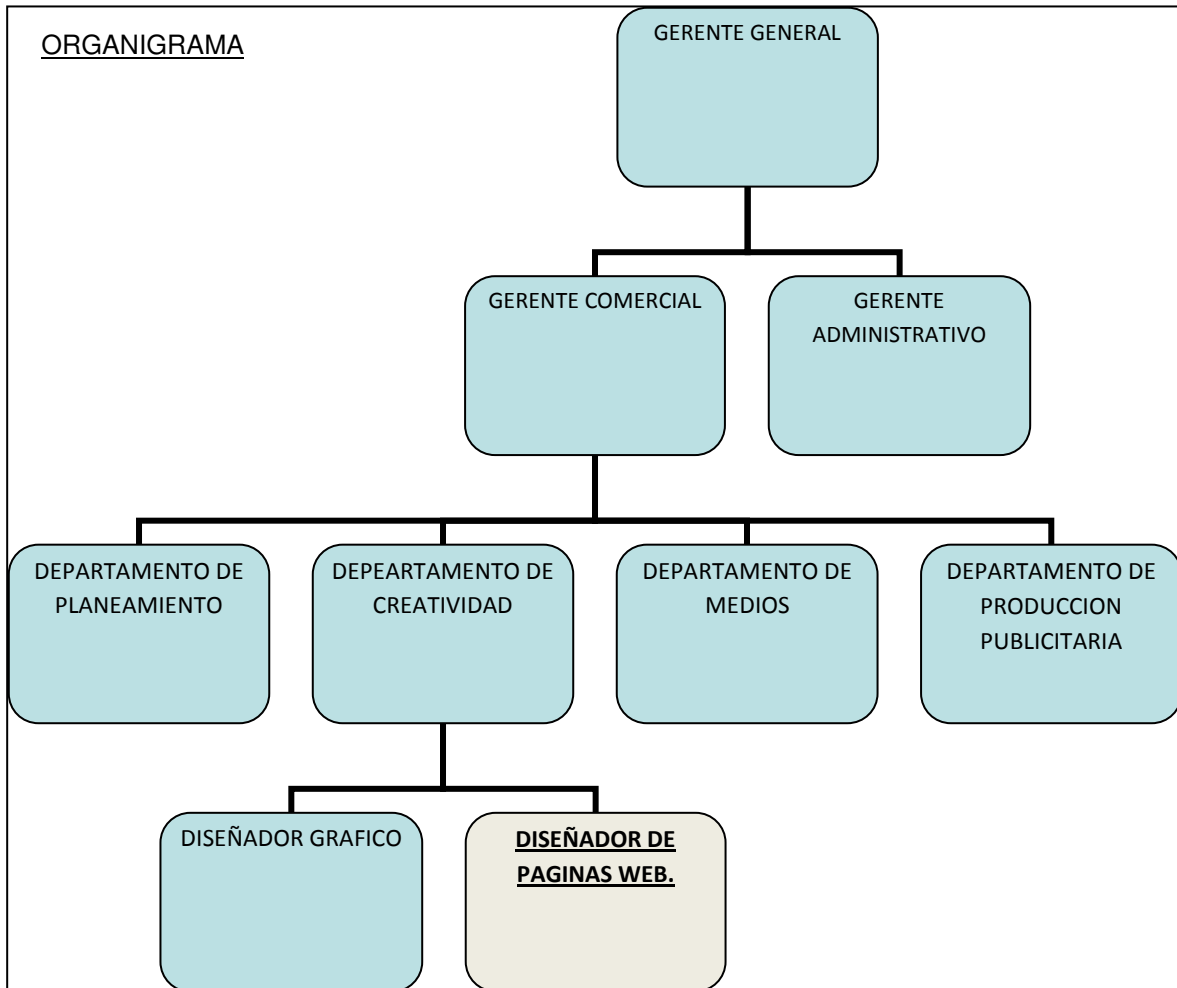 ORGANIGRAMA
GERENTE GENERAL
GERENTE COMERCIAL
GERENTE
ADMINISTRATIVO
DEPARTAMENTO DE
PLANEAMIENTO
DEPEARTAMENTO DE
CREATIVIDAD
DEPARTAMENTO DE
MEDIOS
DEPARTAMENTO DE
PRODUCCION
PUBLICITARIA
DISEÑADOR GRAFICO
DISEÑADOR DE
PAGINAS WEB.